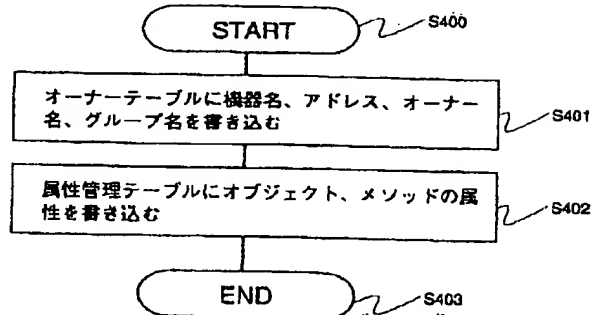 START
S400
オーナーテーブルに機器名、アドレス、オーナー
名、グループ名を書き込む
S401
属性管理テーブルにオブジェクト、メソッドの属
性を書き込む
S402
END
S403